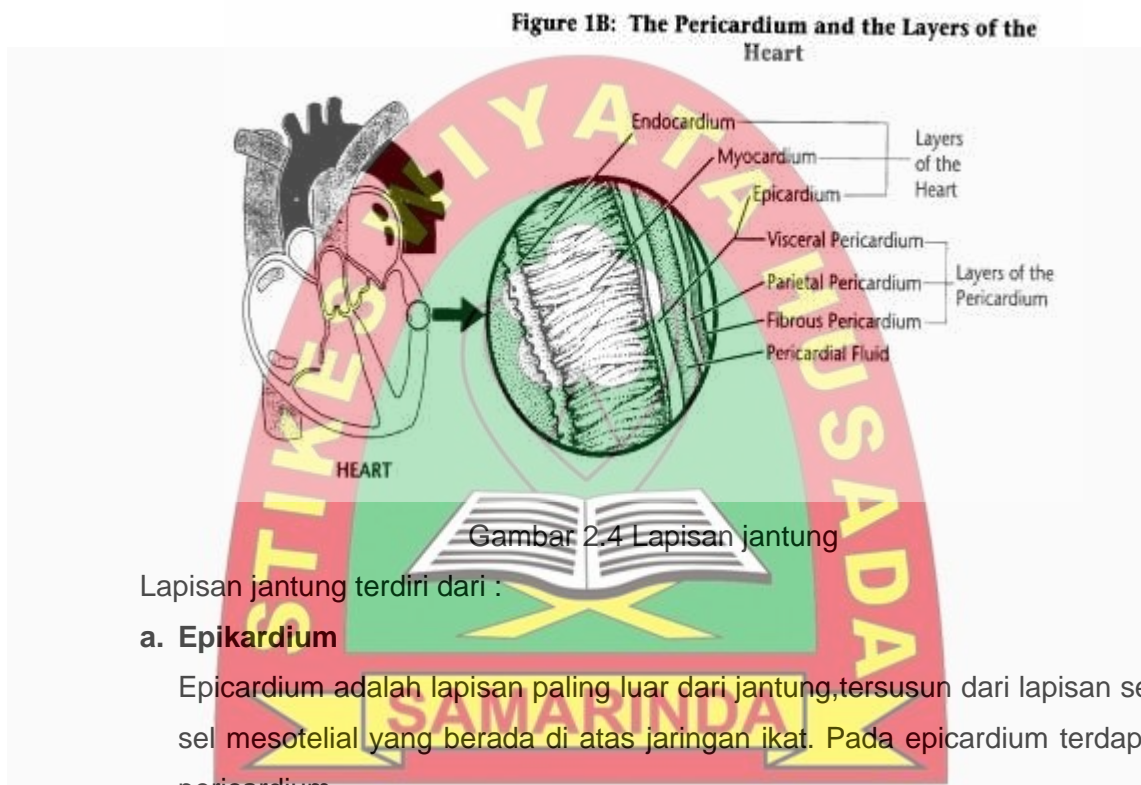 Figure 1B: The Pericardium and the Layers of the
Heart
Endocardium
Myocardium
Epicardium
Layers
of the
Heart
Visceral Pericardium
Parietal Pericardium
Fibrous Pericardium
Layers of the
Pericardium
Pericardial Fluid
HEART
STIKES WIYATA HUSADA
SAMARINDA
Gambar 2.4 Lapisan jantung
Lapisan jantung terdiri dari :
a. Epikardium
Epicardium adalah lapisan paling luar dari jantung,tersusun dari lapisan
sel mesotelial yang berada di atas jaringan ikat. Pada epicardium